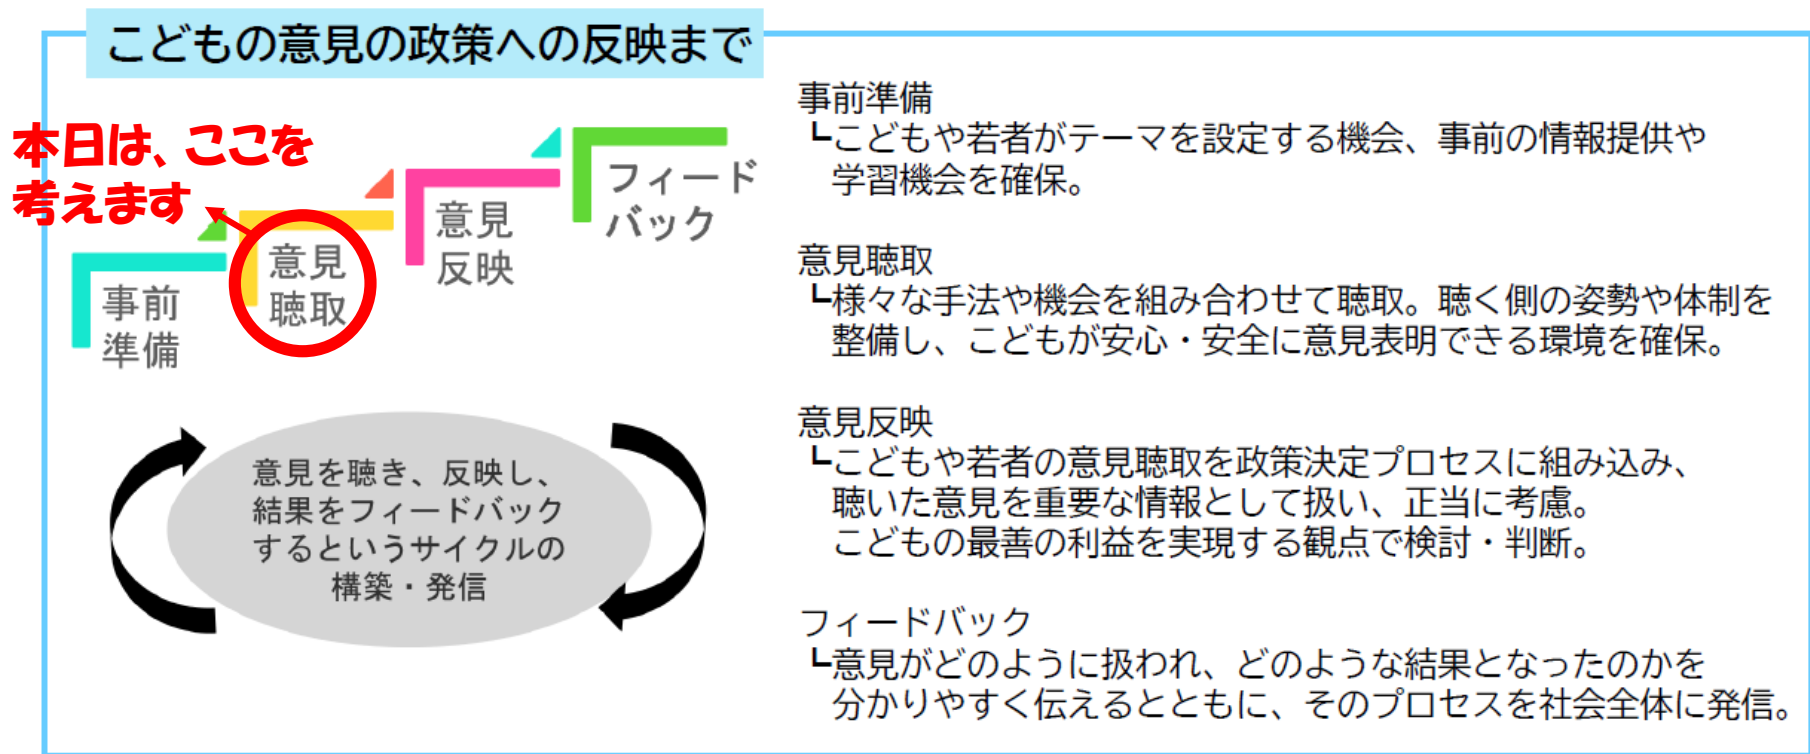 こどもの意見の政策への反映まで
本日は、ここを
考えます
事前
準備
意見
聴取
意見
反映
フィード
バック
意見を聴き、反映し、
結果をフィードバック
するというサイクルの
構築・発信
事前準備
┗こどもや若者がテーマを設定する機会、事前の情報提供や
学習機会を確保。
意見聴取
┗様々な手法や機会を組み合わせて聴取。聴く側の姿勢や体制を
整備し、こどもが安心・安全に意見表明できる環境を確保。
意見反映
┗こどもや若者の意見聴取を政策決定プロセスに組み込み、
聴いた意見を重要な情報として扱い、正当に考慮。
こどもの最善の利益を実現する観点で検討・判断。
フィードバック
┗意見がどのように扱われ、どのような結果となったのかを
分かりやすく伝えるとともに、そのプロセスを社会全体に発信。